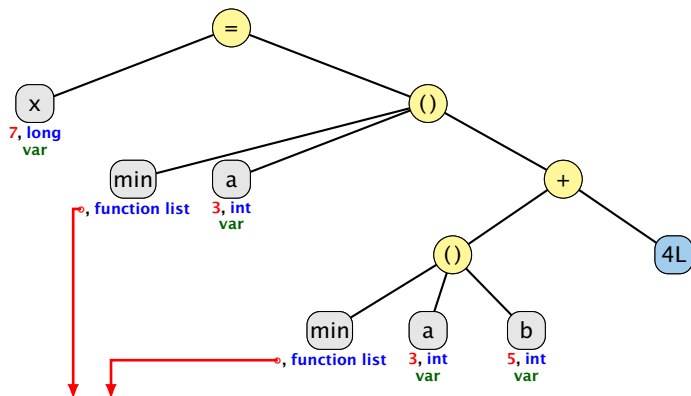 =
x
7, long
var
()
min
, function list
a
3, int
var
+
()
4L
min
, function list
a
3, int
var
b
5, int
var